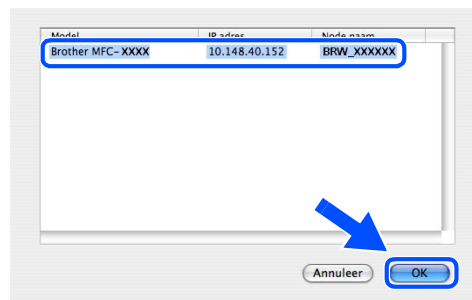 Model IP adres Node naam
Brother MFC-XXXX 10.148.40.152 BRW_XXXXXX
Annuleer OK